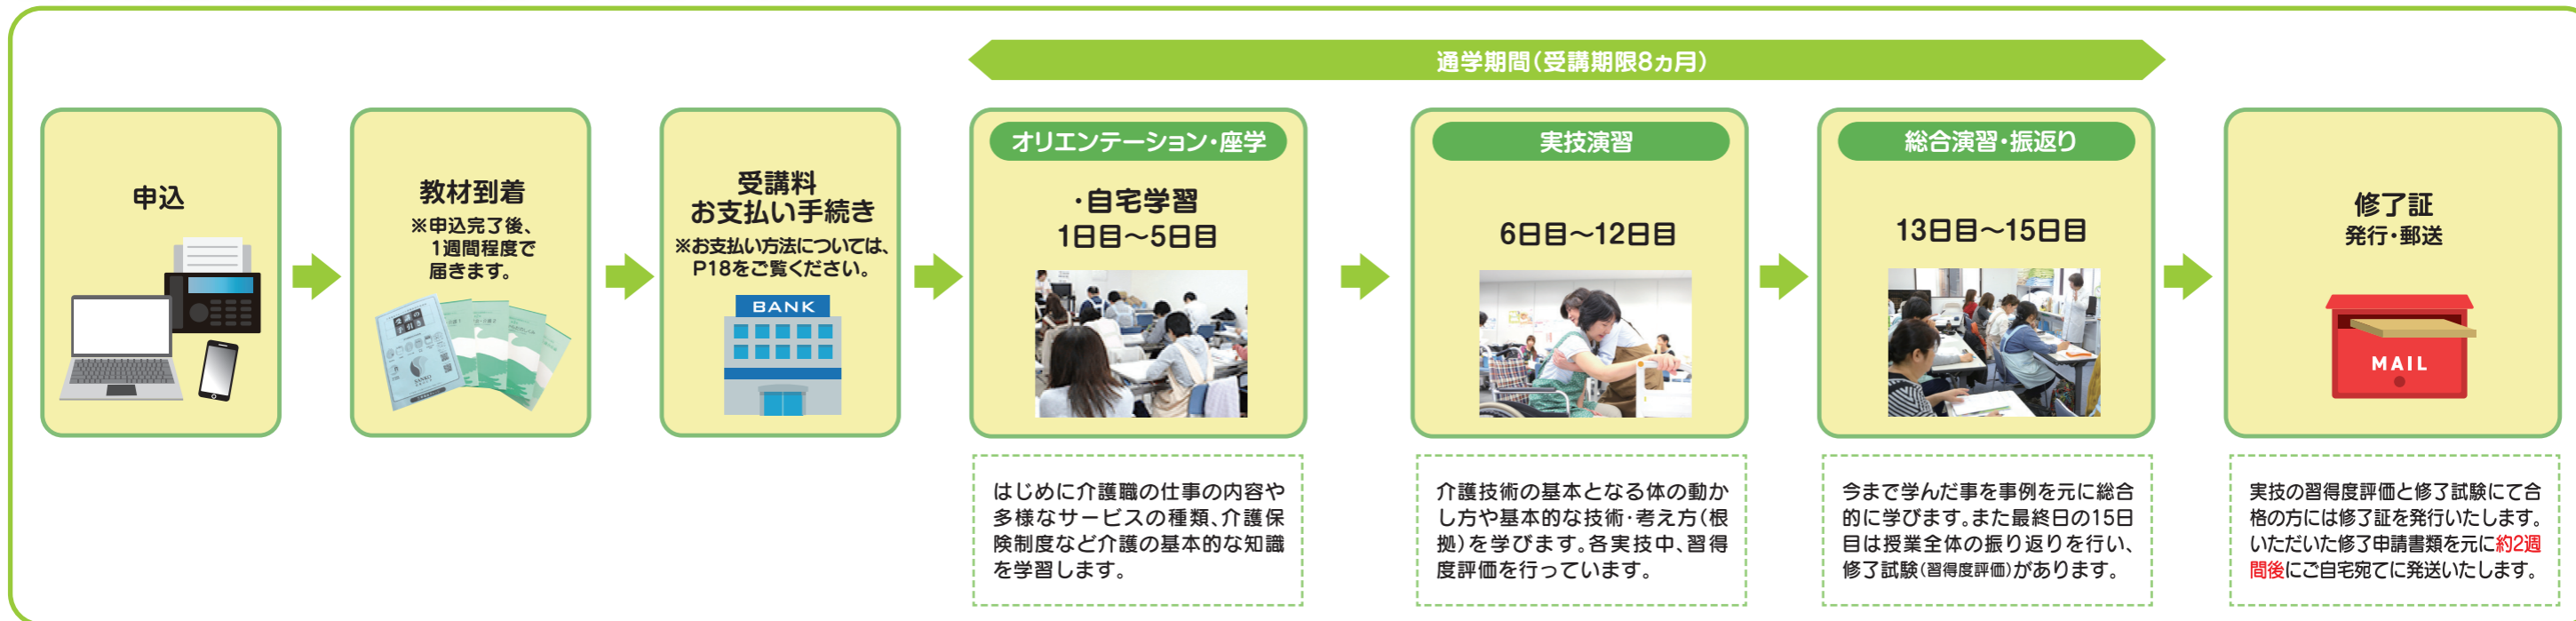 通学期間(受講期限8ヵ月)
申込
教材到着
※申込完了後、
1週間程度で
届きます。
受講の
手引き
受講料
お支払い手続き
※お支払い方法については、
P18をご覧ください。
BANK
オリエンテーション・座学
・自宅学習
1日目〜5日目
はじめに介護職の仕事の内容や
多様なサービスの種類、介護保
険制度など介護の基本的な知識
を学習します。
実技演習
6日目〜12日目
介護技術の基本となる体の動か
し方や基本的な技術・考え方(根
拠)を学びます。各実技中、習得
度評価を行っています。
総合演習・振返り
13日目〜15日目
今まで学んだ事を事例を元に総合
的に学びます。また最終日の15日
目は授業全体の振り返りを行い、
修了試験(習得度評価)があります。
修了証
発行・郵送
MAIL
実技の習得度評価と修了試験にて合
格の方には修了証を発行いたします。
いただいた修了申請書類を元に約2週
間後にご自宅宛てに発送いたします。